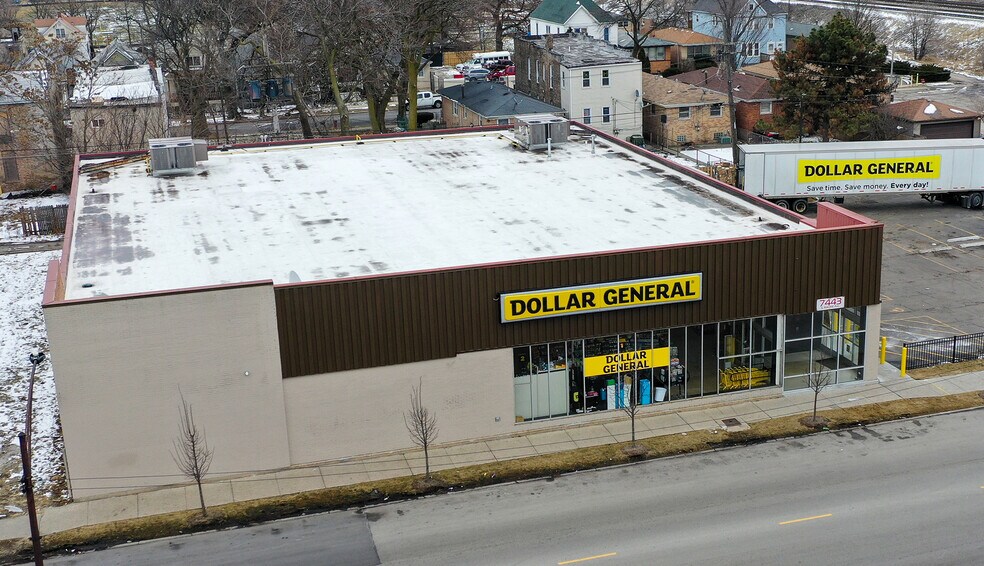 DOLLAR GENERAL
Save time. Save money. Every day!
DOLLAR GENERAL
7443
DOLLAR
GENERAL